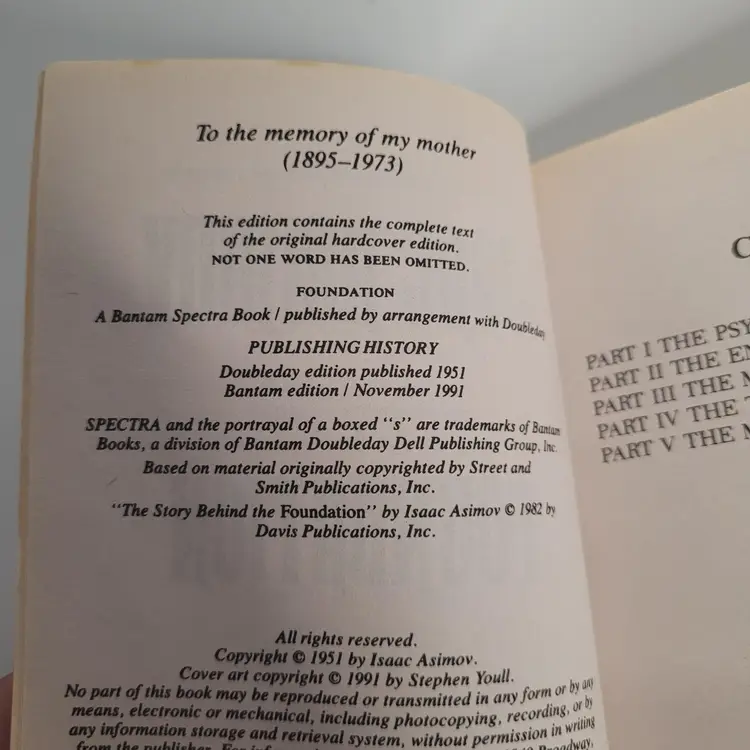 To the memory of my mother
(1895–1973)
This edition contains the complete text
of the original hardcover edition.
NOT ONE WORD HAS BEEN OMITTED.
FOUNDATION
A Bantam Spectra Book / published by arrangement with Doubleday
PUBLISHING HISTORY
Doubleday edition published 1951
Bantam edition / November 1991
SPECTRA and the portrayal of a boxed “s” are trademarks of Bantam
Books, a division of Bantam Doubleday Dell Publishing Group, Inc.
Based on material originally copyrighted by Street and
Smith Publications, Inc.
“The Story Behind the Foundation” by Isaac Asimov © 1982 by
Davis Publications, Inc.
All rights reserved.
Copyright © 1951 by Isaac Asimov.
Cover art copyright © 1991 by Stephen Youll.
No part of this book may be reproduced or transmitted in any form or by any
means, electronic or mechanical, including photocopying, recording, or by
any information storage and retrieval system, without permission in writing
from the publisher. For Broadway,
C
PART I THE PSY
PART II THE EN
PART III THE M
PART IV THE T
PART V THE M